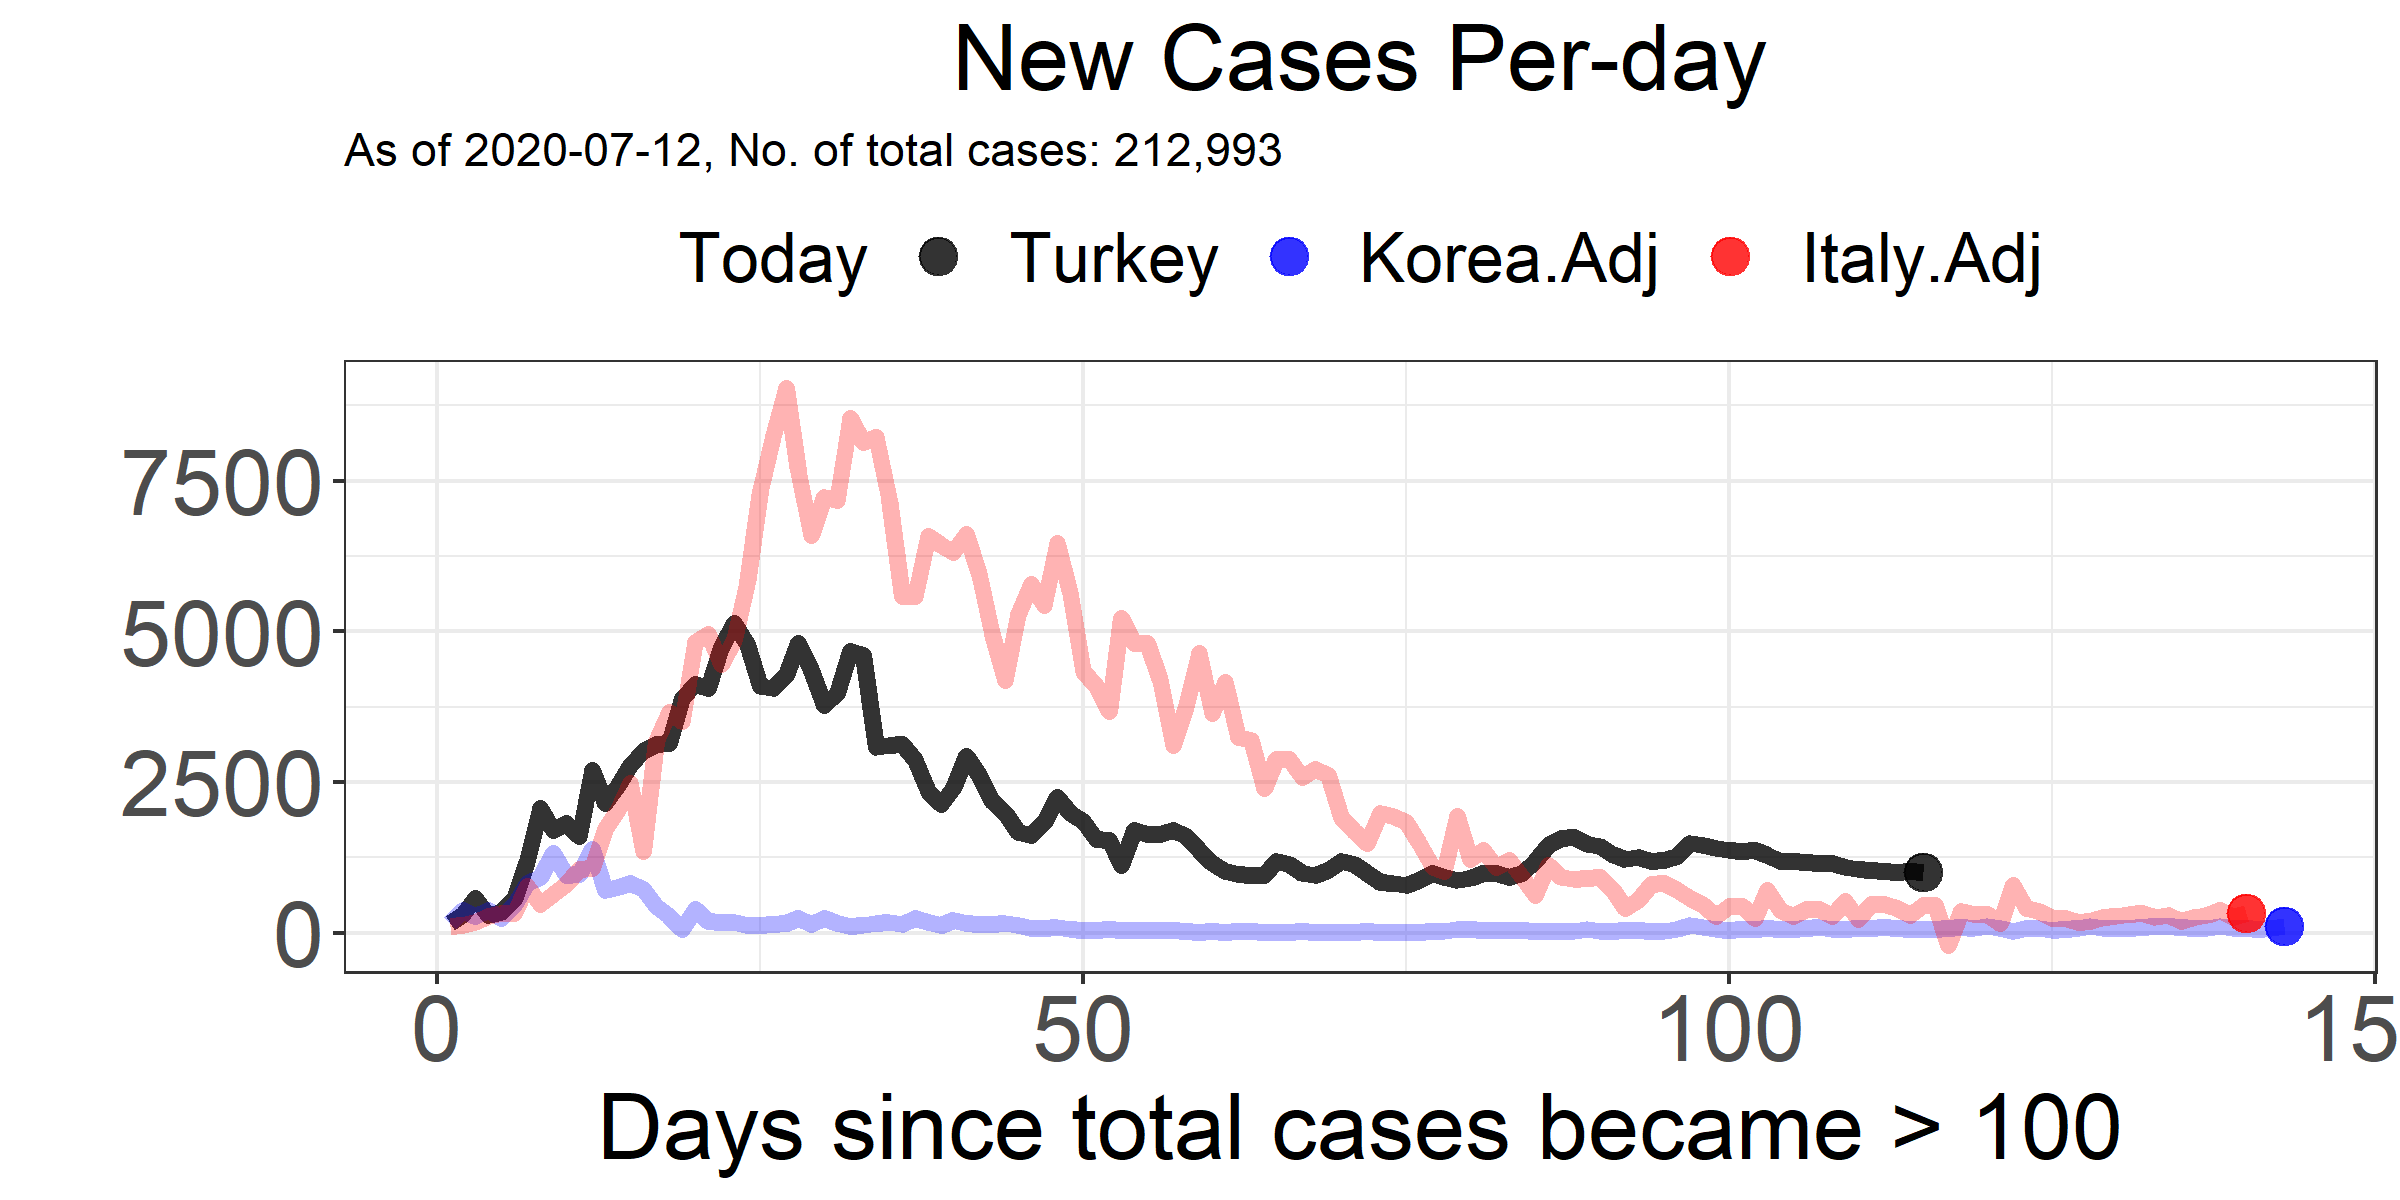 New Cases Per-day
As of 2020-07-12, No. of total cases: 212,993
Today Turkey Korea.Adj Italy.Adj
7500
5000
2500
0
0 50 100 15
Days since total cases became > 100